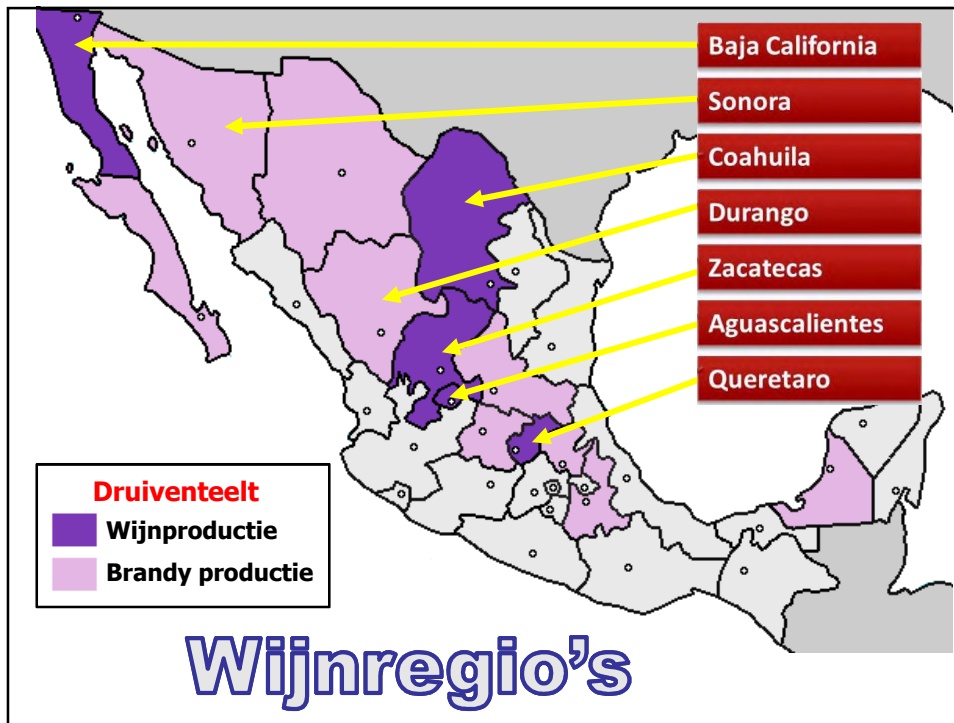 Baja California
Sonora
Coahuila
Durango
Zacatecas
Aguascalientes
Queretaro
Druiventeelt
Wijnproductie
Brandy productie
Wijnregio’s